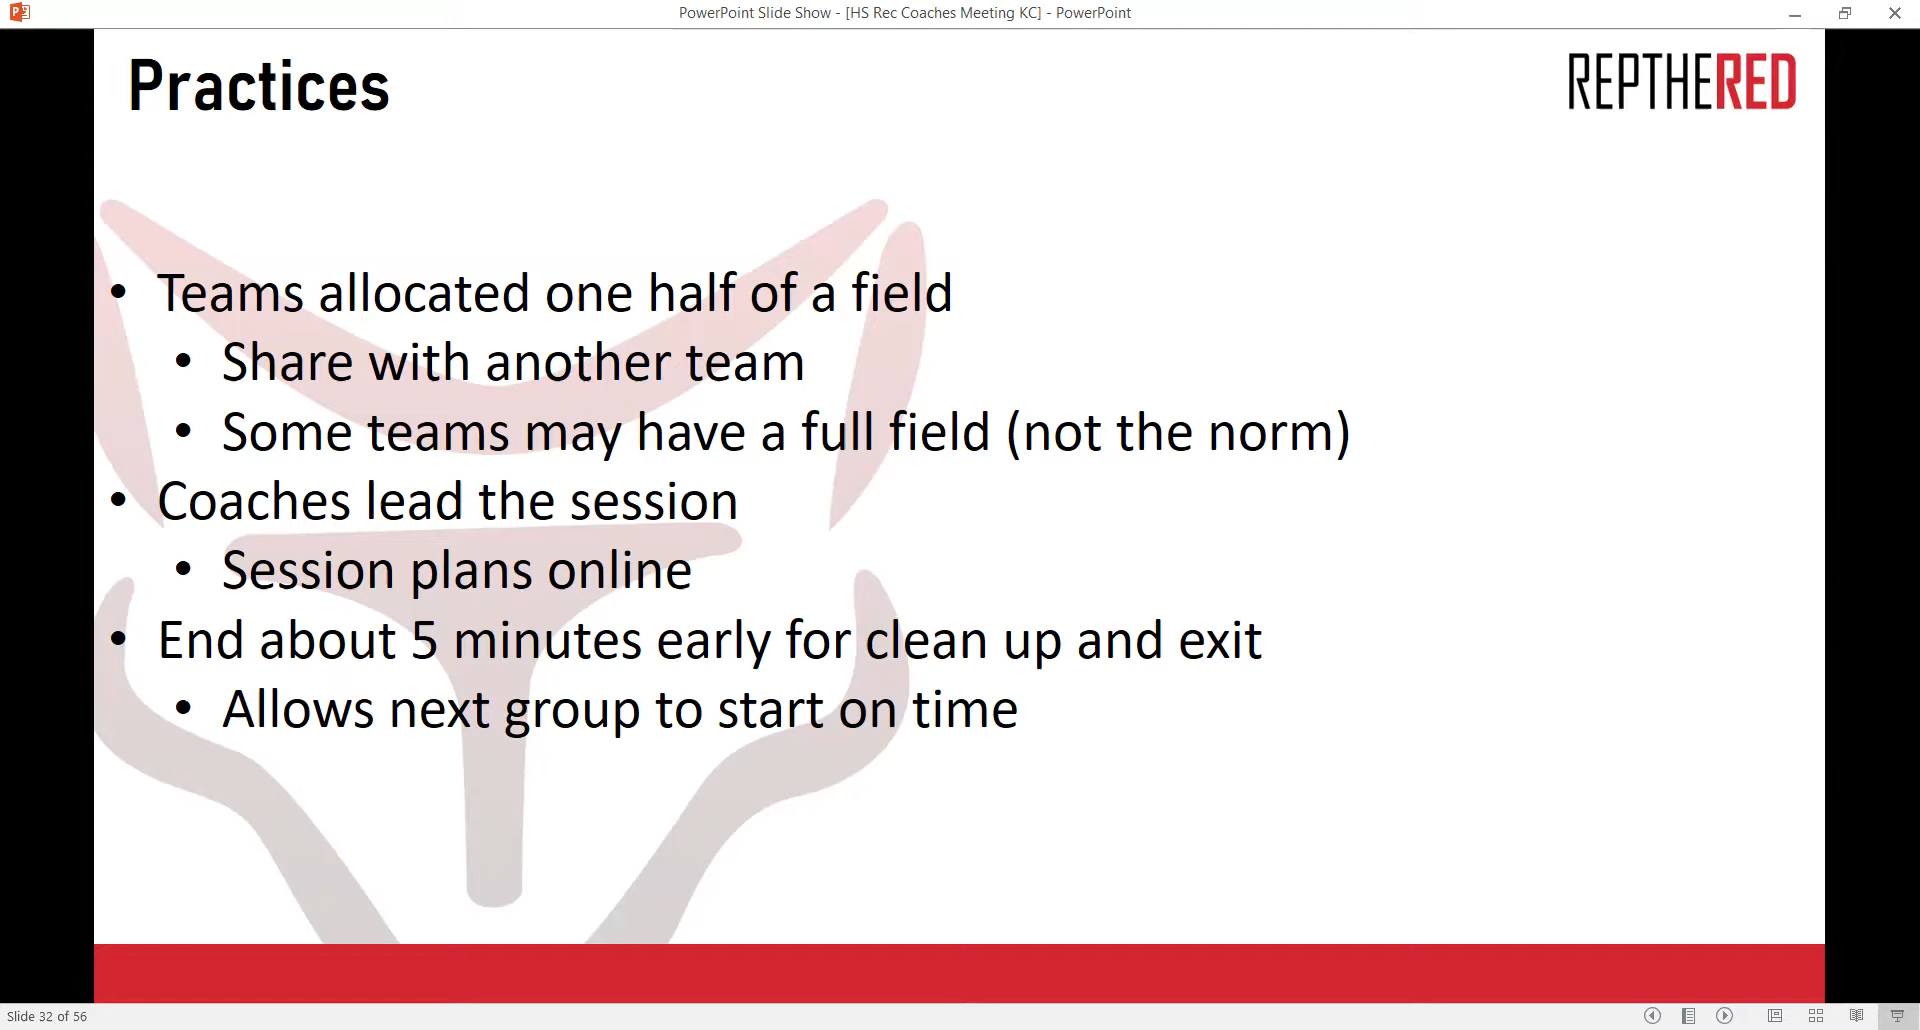 PowerPoint Slide Show - [HS Rec Coaches Meeting KC] - PowerPoint
Practices
REPTHERED
• Teams allocated one half of a field
• Share with another team
• Some teams may have a full field (not the norm)
• Coaches lead the session
• Session plans online
• End about 5 minutes early for clean up and exit
• Allows next group to start on time
Slide 32 of 56